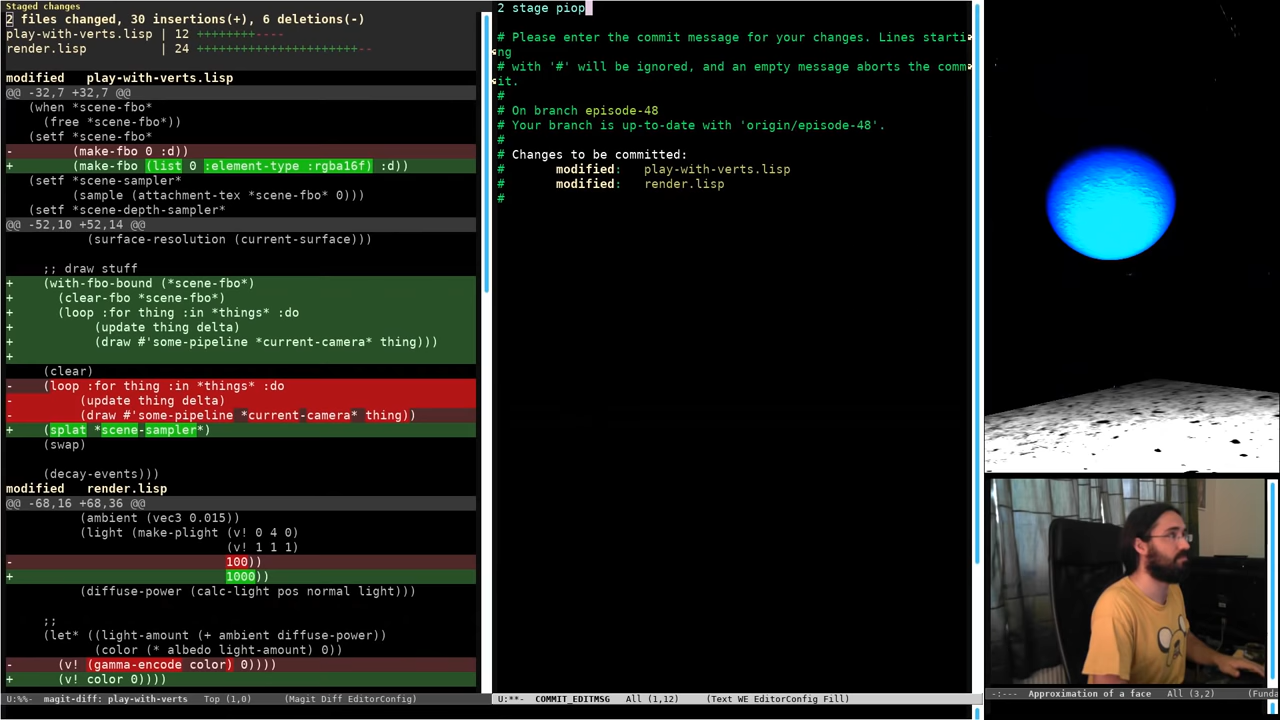 Staged changes
2 files changed, 30 insertions(+), 6 deletions(-)
play-with-verts.lisp | 12 ++++++++----
render.lisp          | 24 ++++++++++++++++++++++--
modified   play-with-verts.lisp
@@ -32,7 +32,7 @@
   (when *scene-fbo*
     (free *scene-fbo*))
   (setf *scene-fbo*
-        (make-fbo 0 :d))
+        (make-fbo (list 0 :element-type :rgba16f) :d))
   (setf *scene-sampler*
         (sample (attachment-tex *scene-fbo* 0)))
   (setf *scene-depth-sampler*
@@ -52,10 +52,14 @@
           (surface-resolution (current-surface)))

     ;; draw stuff
+    (with-fbo-bound (*scene-fbo*)
+      (clear-fbo *scene-fbo*)
+      (loop :for thing :in *things* :do
+           (update thing delta)
+           (draw #'some-pipeline *current-camera* thing)))
+
     (clear)
-    (loop :for thing :in *things* :do
-         (update thing delta)
-         (draw #'some-pipeline *current-camera* thing))
+    (splat *scene-sampler*)
     (swap)

     (decay-events)))
modified   render.lisp
@@ -68,16 +68,36 @@
          (ambient (vec3 0.015))
          (light (make-plight (v! 0 4 0)
                             (v! 1 1 1)
-                            100))
+                            1000))
          (diffuse-power (calc-light pos normal light)))

     ;;
     (let* ((light-amount (+ ambient diffuse-power))
            (color (* albedo light-amount) 0))
-      (v! (gamma-encode color) 0))))
+      (v! color 0))))
U:%%-  magit-diff: play-with-verts   Top (1,0)   (Magit Diff EditorConfig)
2 stage piop
# Please enter the commit message for your changes. Lines starti
ng
# with '#' will be ignored, and an empty message aborts the comm
it.
#
# On branch episode-48
# Your branch is up-to-date with 'origin/episode-48'.
#
# Changes to be committed:
#       modified:   play-with-verts.lisp
#       modified:   render.lisp
#
U:**-  COMMIT_EDITMSG   All (1,12)   (Text WE EditorConfig Fill)
-:---  Approximation of a face   All (3,2)   (Funda